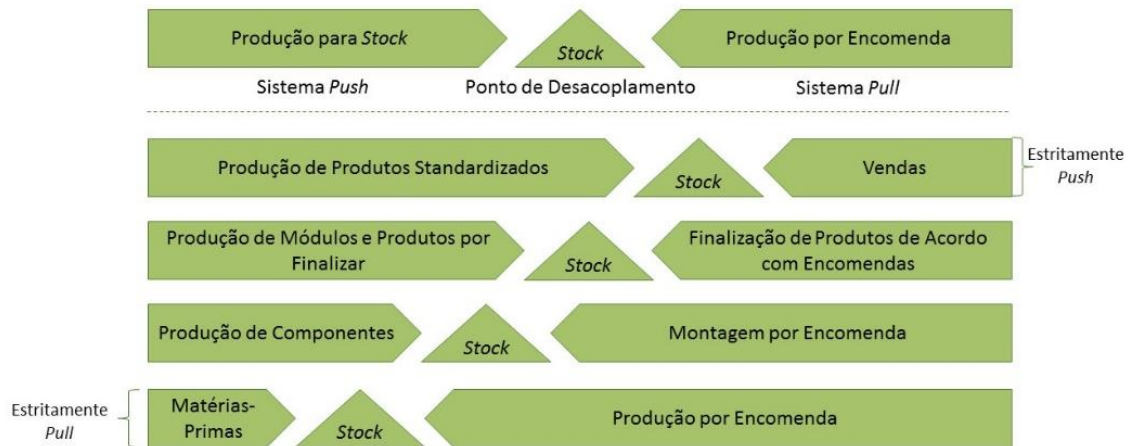 Produção para Stock
Stock
Produção por Encomenda
Sistema Push
Ponto de Desacoplamento
Sistema Pull
Produção de Produtos Standardizados
Stock
Vendas
Estritamente
Push
Produção de Módulos e Produtos por
Finalizar
Stock
Finalização de Produtos de Acordo
com Encomendas
Produção de Componentes
Stock
Montagem por Encomenda
Estritamente
Pull
Matérias-
Primas
Stock
Produção por Encomenda